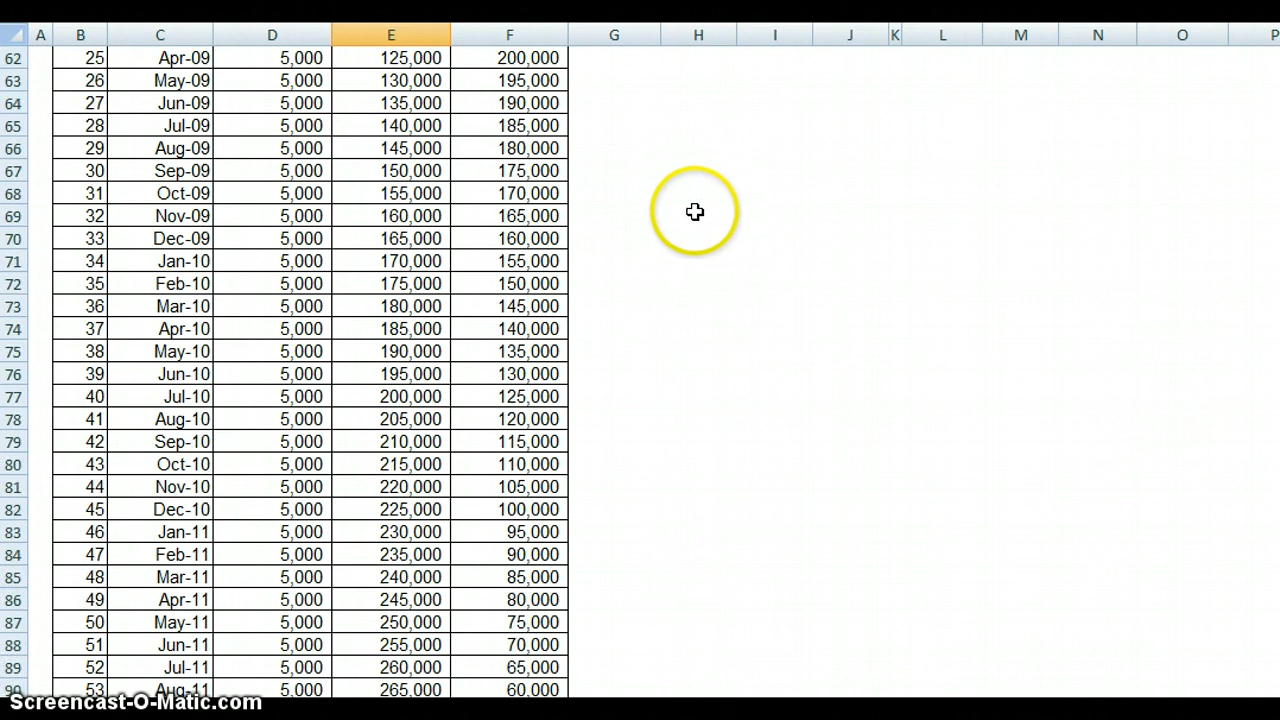 A B C D E F G H I J K L M N O P
62 25 Apr-09 5,000 125,000 200,000
63 26 May-09 5,000 130,000 195,000
64 27 Jun-09 5,000 135,000 190,000
65 28 Jul-09 5,000 140,000 185,000
66 29 Aug-09 5,000 145,000 180,000
67 30 Sep-09 5,000 150,000 175,000
68 31 Oct-09 5,000 155,000 170,000
69 32 Nov-09 5,000 160,000 165,000
70 33 Dec-09 5,000 165,000 160,000
71 34 Jan-10 5,000 170,000 155,000
72 35 Feb-10 5,000 175,000 150,000
73 36 Mar-10 5,000 180,000 145,000
74 37 Apr-10 5,000 185,000 140,000
75 38 May-10 5,000 190,000 135,000
76 39 Jun-10 5,000 195,000 130,000
77 40 Jul-10 5,000 200,000 125,000
78 41 Aug-10 5,000 205,000 120,000
79 42 Sep-10 5,000 210,000 115,000
80 43 Oct-10 5,000 215,000 110,000
81 44 Nov-10 5,000 220,000 105,000
82 45 Dec-10 5,000 225,000 100,000
83 46 Jan-11 5,000 230,000 95,000
84 47 Feb-11 5,000 235,000 90,000
85 48 Mar-11 5,000 240,000 85,000
86 49 Apr-11 5,000 245,000 80,000
87 50 May-11 5,000 250,000 75,000
88 51 Jun-11 5,000 255,000 70,000
89 52 Jul-11 5,000 260,000 65,000
90 53 Aug-11 5,000 265,000 60,000
Screencast-O-Matic.com